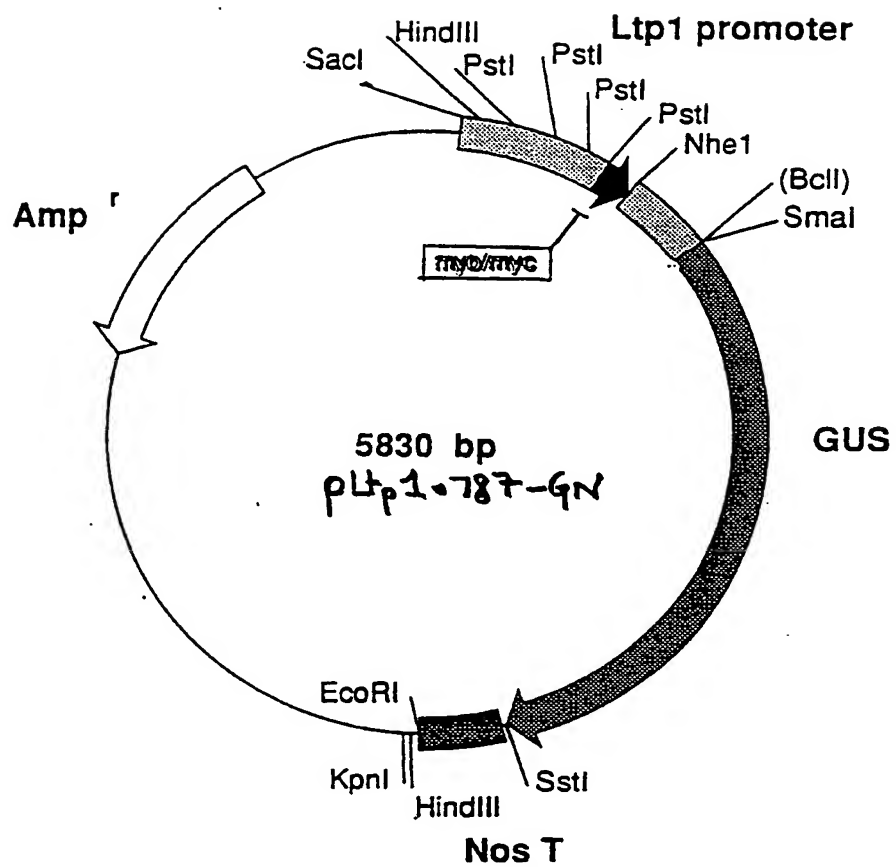 Ltp1 promoter
HindIII
SacI
PstI
PstI
PstI
PstI
Nhe1
(BclI)
SmaI
Amp r
myb/myc
GUS
5830 bp
pLtp1.787-GN
EcoRI
KpnI
HindIII
SstI
Nos T